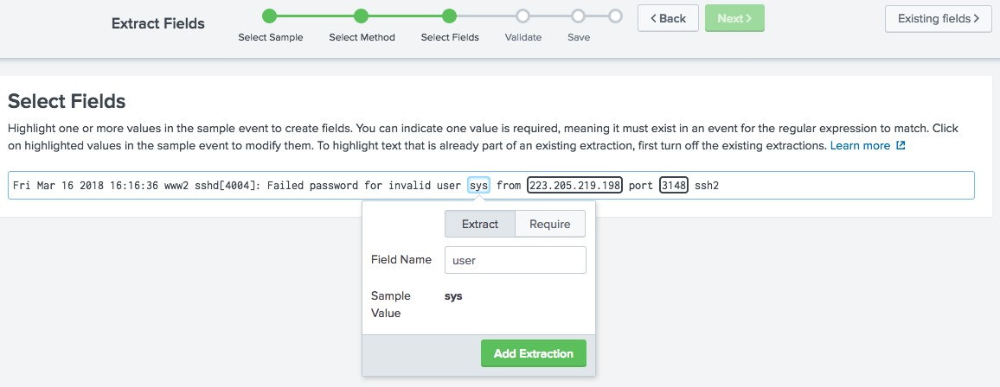 Extract Fields
Select Sample
Select Method
Select Fields
Validate
Save
< Back
Next >
Existing fields >
Select Fields
Highlight one or more values in the sample event to create fields. You can indicate one value is required, meaning it must exist in an event for the regular expression to match. Click
on highlighted values in the sample event to modify them. To highlight text that is already part of an existing extraction, first turn off the existing extractions. Learn more
Fri Mar 16 2018 16:16:36 www2 sshd[4004]: Failed password for invalid user sys from 223.205.219.198 port 3148 ssh2
Extract
Require
Field Name
user
Sample
Value
sys
Add Extraction